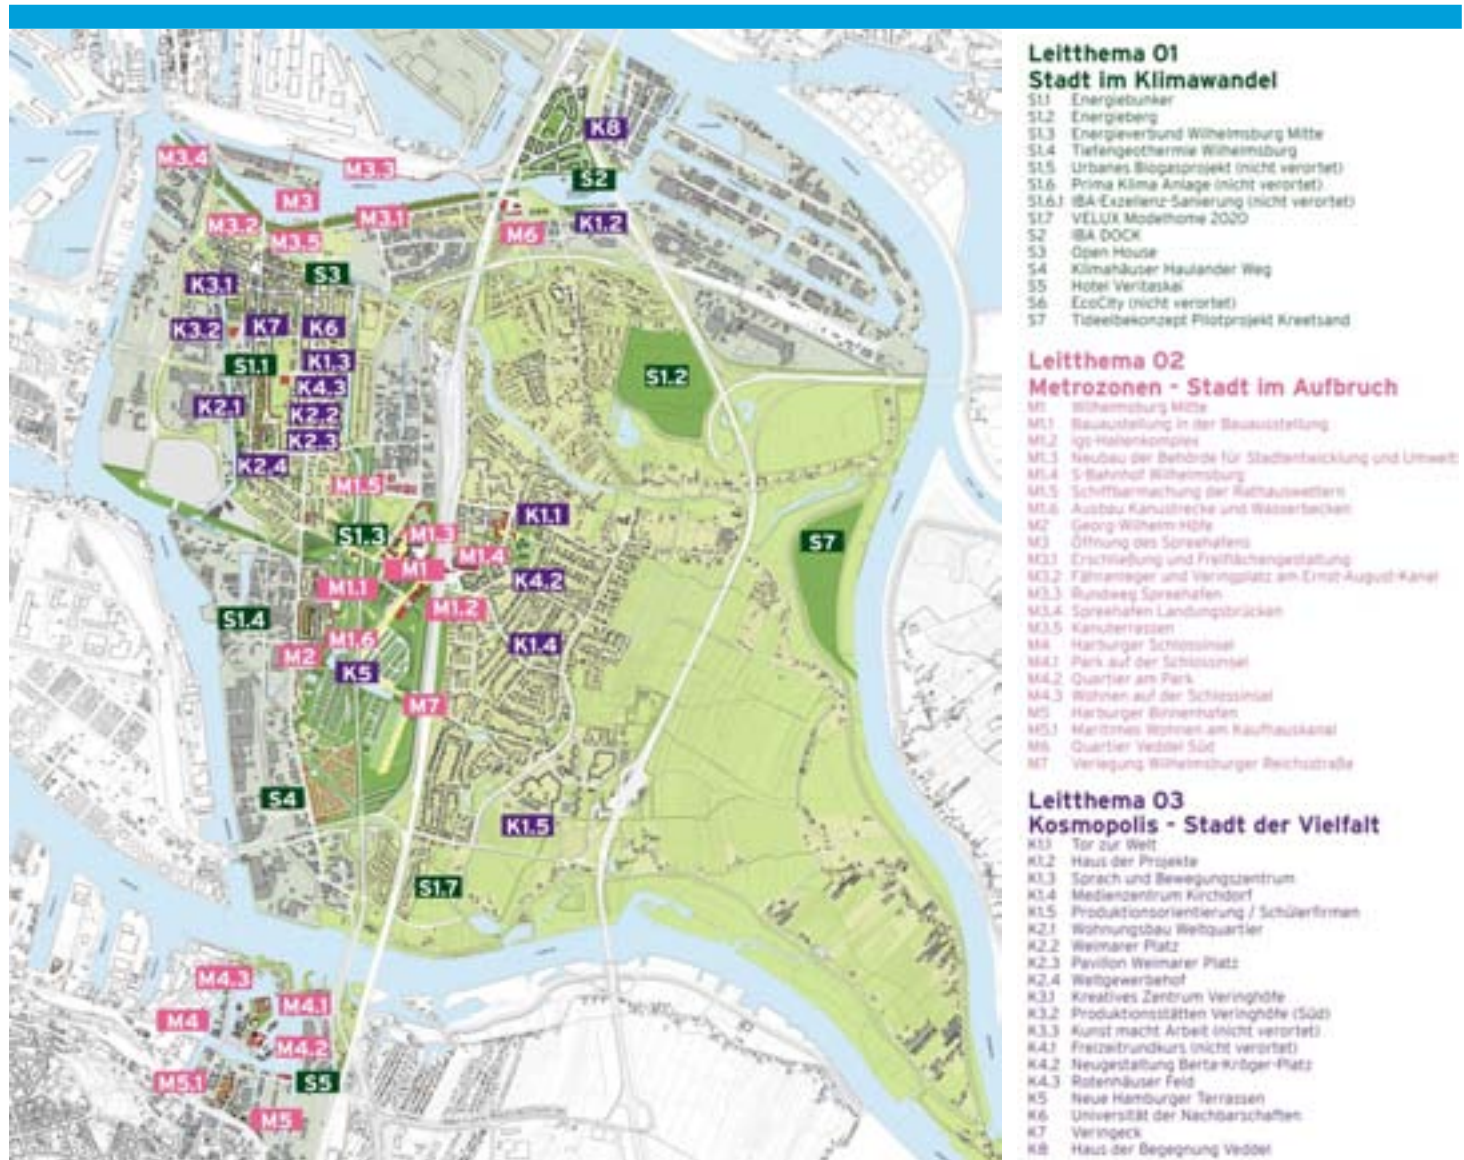 M3.4
M3.3
K8
S2
M3
M3.1
M3.2
K1.2
M3.5
M6
S3
K3.1
K3.2
K7
K6
S1.1
K1.3
S1.2
K4.3
K2.1
K2.2
K2.3
K2.4
M1.5
K1.1
S1.3
M1.3
S7
M1.4
M1
M1.1
K4.2
M1.2
S1.4
M1.6
K1.4
M2
K5
M7
S4
K1.5
S1.7
M4.3
M4.1
M4
M4.2
M5.1
S5
M5
Leitthema 01
Stadt im Klimawandel
S1.1 Energiebunker
S1.2 Energieberg
S1.3 Energieverbund Wilhelmsburg Mitte
S1.4 Tiefengeothermie Wilhelmsburg
S1.5 Urbanes Biogasprojekt (nicht verortet)
S1.6 Prima Klima Anlage (nicht verortet)
S1.6.1 IBA-Exzellenz-Sanierung (nicht verortet)
S1.7 VELUX Modelhome 2020
S2 IBA DOCK
S3 Open House
S4 Klimahäuser Haulander Weg
S5 Hotel Veritaskai
S6 EcoCity (nicht verortet)
S7 Tideelbekonzept Pilotprojekt Kreetsand
Leitthema 02
Metrozonen - Stadt im Aufbruch
M1 Wilhelmsburg Mitte
M1.1 Bauausstellung in der Bauausstellung
M1.2 igs-Hallenkomplex
M1.3 Neubau der Behörde für Stadtentwicklung und Umwelt
M1.4 S-Bahnhof Wilhelmsburg
M1.5 Schiffbarmachung der Rathauswettern
M1.6 Ausbau Kanustrecke und Wasserbecken
M2 Georg-Wilhelm-Höfe
M3 Öffnung des Spreehafens
M3.1 Erschließung und Freiflächengestaltung
M3.2 Fähranleger und Vorplatz am Ernst-August-Kanal
M3.3 Rundweg Spreehafen
M3.4 Spreehafen Landungsbrücken
M3.5 Kanuterrassen
M4 Harburger Schlossinsel
M4.1 Park auf der Schlossinsel
M4.2 Quartier am Park
M4.3 Wohnen auf der Schlossinsel
M5 Harburger Binnenhafen
M5.1 Maritimes Wohnen am Kaufhauskanal
M6 Quartier Veddel Süd
M7 Verlegung Wilhelmsburger Reichsstraße
Leitthema 03
Kosmopolis - Stadt der Vielfalt
K1.1 Tor zur Welt
K1.2 Haus der Projekte
K1.3 Sprach und Bewegungszentrum
K1.4 Medienzentrum Kirchdorf
K1.5 Produktionsorientierung / Schülerfirmen
K2.1 Wohnungsbau Weltquartier
K2.2 Weimarer Platz
K2.3 Pavillon Weimarer Platz
K2.4 Weltgewerbehof
K3.1 Kreatives Zentrum Veringhöfe
K3.2 Produktionsstätten Veringhöfe (Süd)
K3.3 Kunst macht Arbeit (nicht verortet)
K4.1 Freizeitrundkurs (nicht verortet)
K4.2 Neugestaltung Berta-Kröger-Platz
K4.3 Rotenhäuser Feld
K5 Neue Hamburger Terrassen
K6 Universität der Nachbarschaften
K7 Veringeck
K8 Haus der Begegnung Veddel